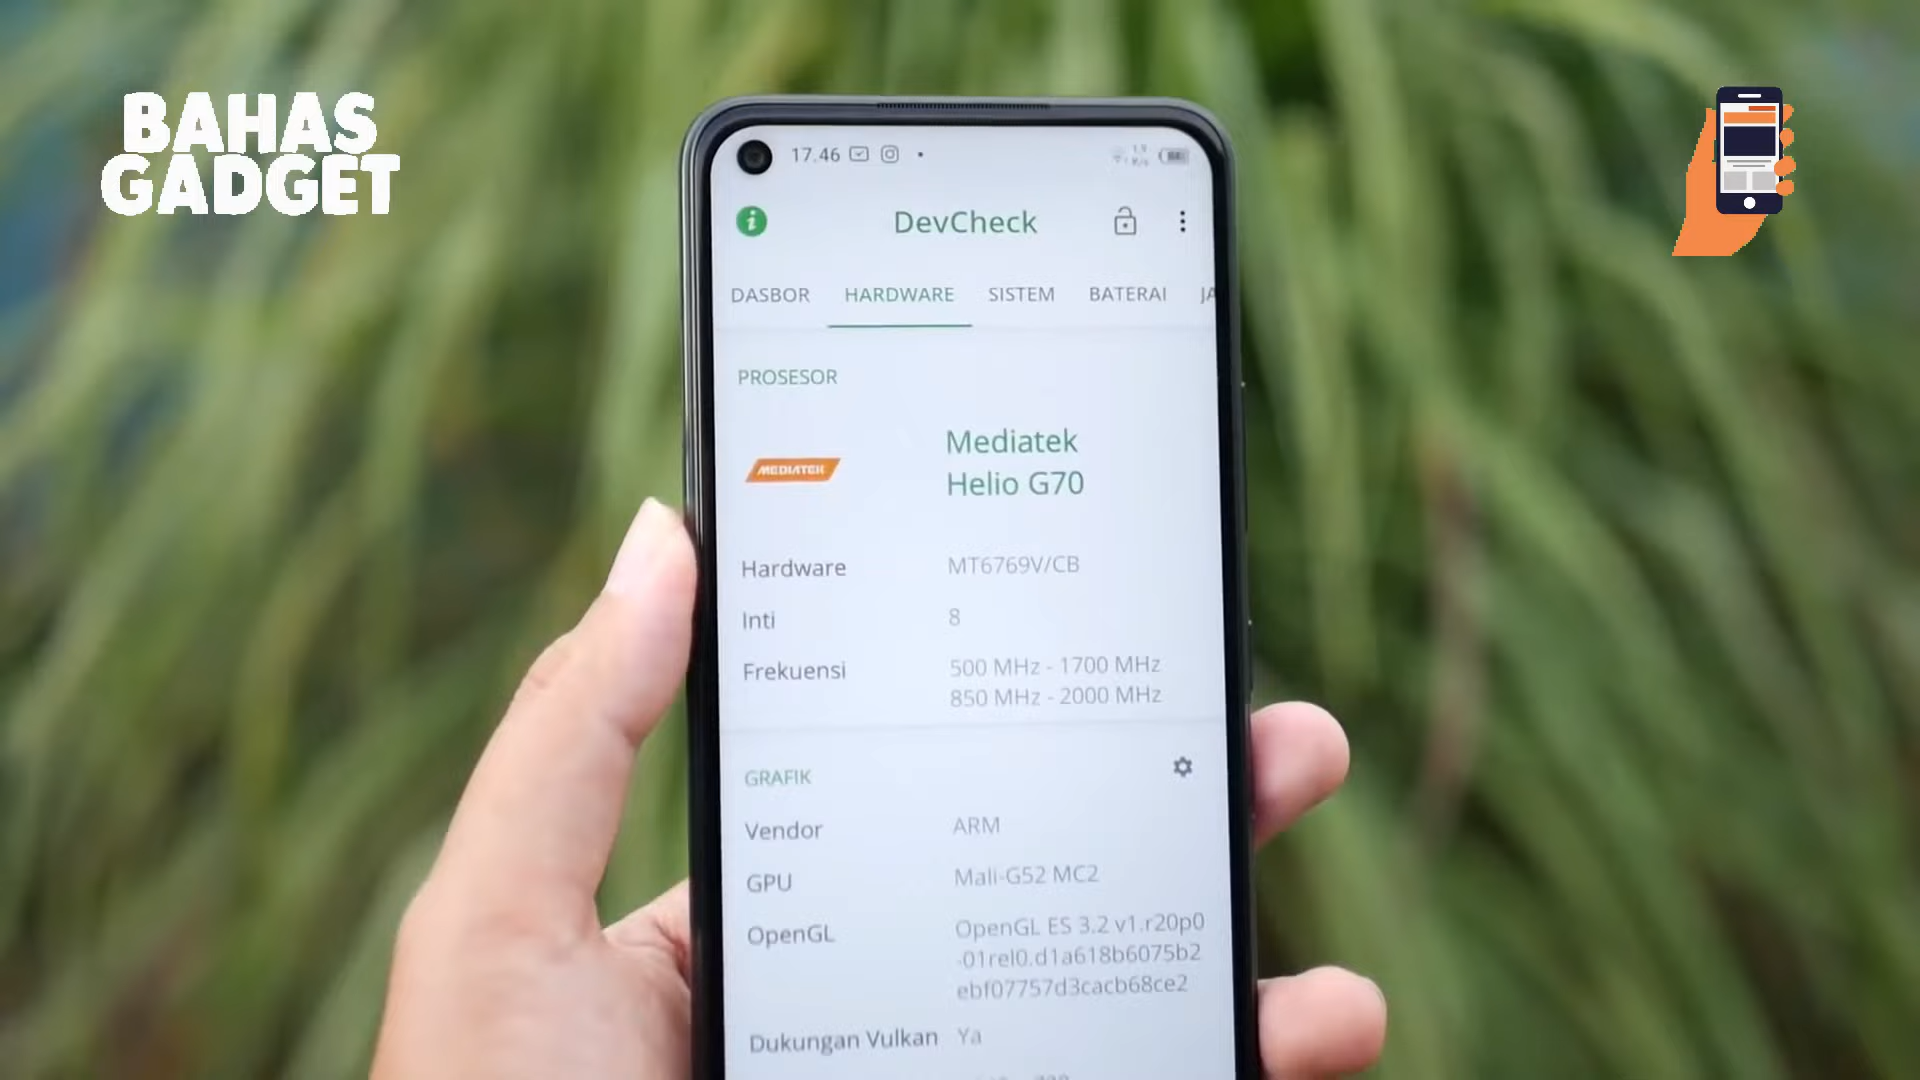 BAHAS
GADGET
17.46
DevCheck
DASBOR HARDWARE SISTEM BATERAI JA
PROSESOR
MEDIATEK
Mediatek
Helio G70
Hardware MT6769V/CB
Inti 8
Frekuensi 500 MHz - 1700 MHz
850 MHz - 2000 MHz
GRAFIK
Vendor ARM
GPU Mali-G52 MC2
OpenGL OpenGL ES 3.2 v1.r20p0
-01rel0.d1a618b6075b2
ebf07757d3cacb68ce2
Dukungan Vulkan Ya